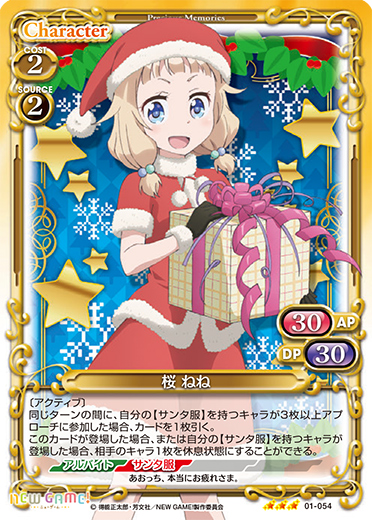 Precious Memories
Character
COST
2
SOURCE
2
30 AP
DP 30
桜 ねね
［アクティブ］
同じターンの間に、自分の【サンタ服】を持つキャラが3枚以上アプ
ローチに参加した場合、カードを1枚引く。
このカードが登場した場合、または自分の【サンタ服】を持つキャラが
登場した場合、相手のキャラ1枚を休息状態にすることができる。
アルバイト サンタ服
あおっち、本当にお疲れさま。
NEW GAME!
01-054
© 得能正太郎・芳文社／NEW GAME!製作委員会